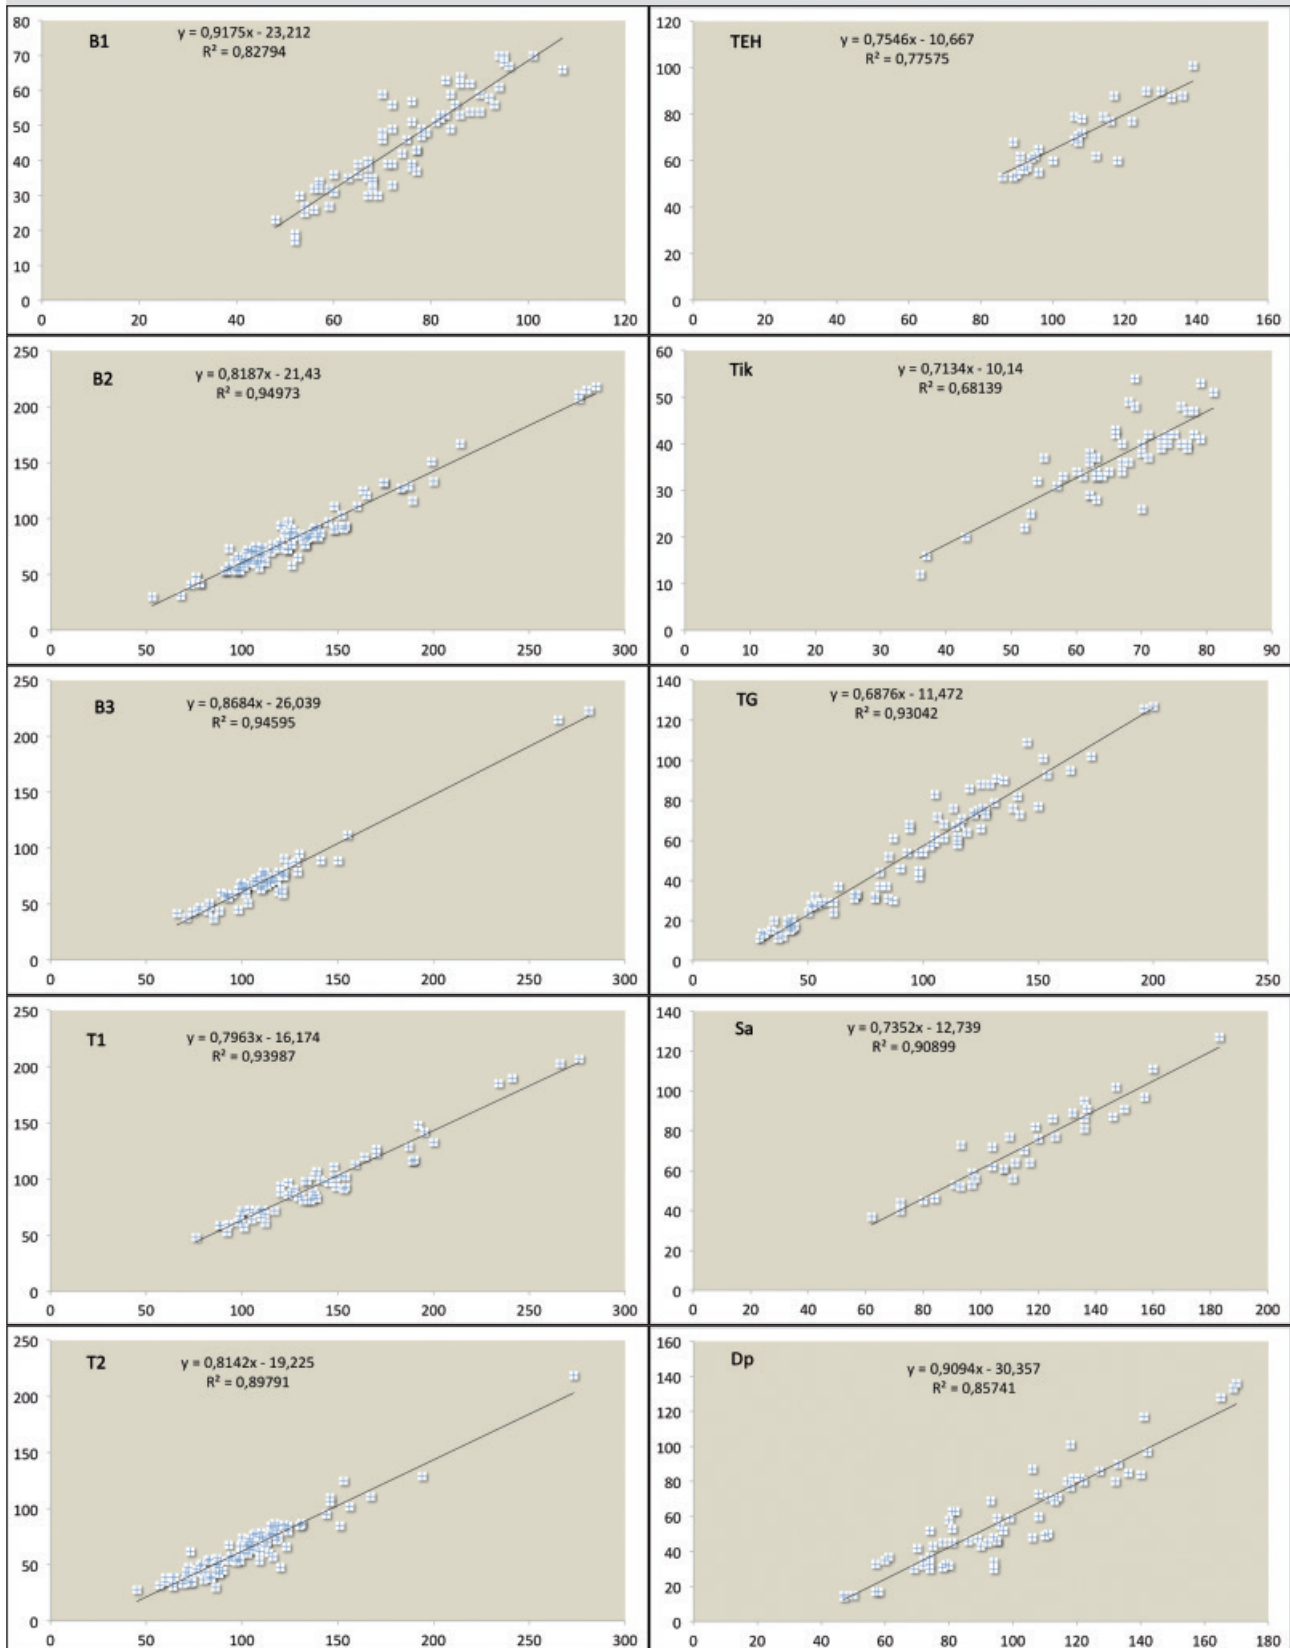 B1
y = 0,9175x - 23,212
R² = 0,82794
80
70
60
50
40
30
20
10
0
0 20 40 60 80 100 120
TEH
y = 0,7546x - 10,667
R² = 0,77575
120
100
80
60
40
20
0
0 20 40 60 80 100 120 140 160
B2
y = 0,8187x - 21,43
R² = 0,94973
250
200
150
100
50
0
0 50 100 150 200 250 300
Tik
y = 0,7134x - 10,14
R² = 0,68139
60
50
40
30
20
10
0
0 10 20 30 40 50 60 70 80 90
B3
y = 0,8684x - 26,039
R² = 0,94595
250
200
150
100
50
0
0 50 100 150 200 250 300
TG
y = 0,6876x - 11,472
R² = 0,93042
140
120
100
80
60
40
20
0
0 50 100 150 200 250
T1
y = 0,7963x - 16,174
R² = 0,93987
250
200
150
100
50
0
0 50 100 150 200 250 300
Sa
y = 0,7352x - 12,739
R² = 0,90899
140
120
100
80
60
40
20
0
0 20 40 60 80 100 120 140 160 180 200
T2
y = 0,8142x - 19,225
R² = 0,89791
250
200
150
100
50
0
0 50 100 150 200 250 300
Dp
y = 0,9094x - 30,357
R² = 0,85741
160
140
120
100
80
60
40
20
0
0 20 40 60 80 100 120 140 160 180